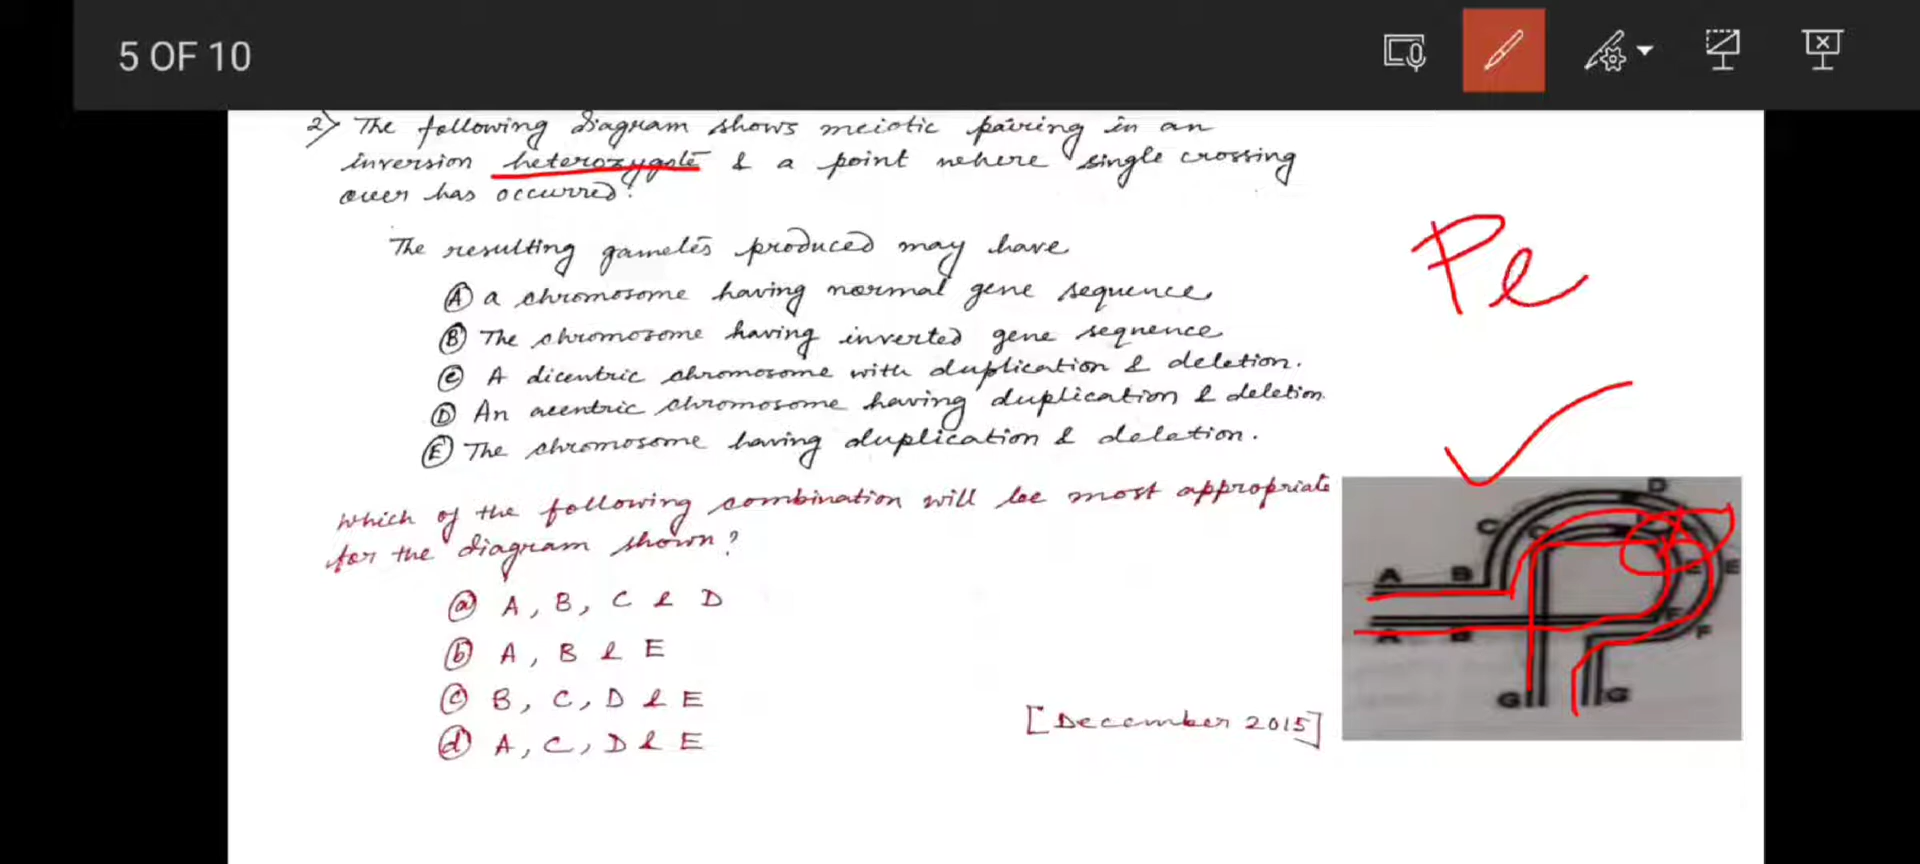 5 OF 10
2) The following diagram shows meiotic pairing in an
inversion heterozygote & a point where single crossing
over has occurred?
The resulting gametes produced may have
Pe
(A) a chromosome having normal gene sequence
(B) The chromosome having inverted gene sequence
(C) A dicentric chromosome with duplication & deletion.
(D) An acentric chromosome having duplication & deletion.
(E) The chromosome having duplication & deletion.
Which of the following combination will be most appropriate
for the diagram shown?
D
C
C
E E
A B
F
F
A B
G G
(a) A, B, C & D
(b) A, B & E
(c) B, C, D & E
(d) A, C, D & E
[December 2015]